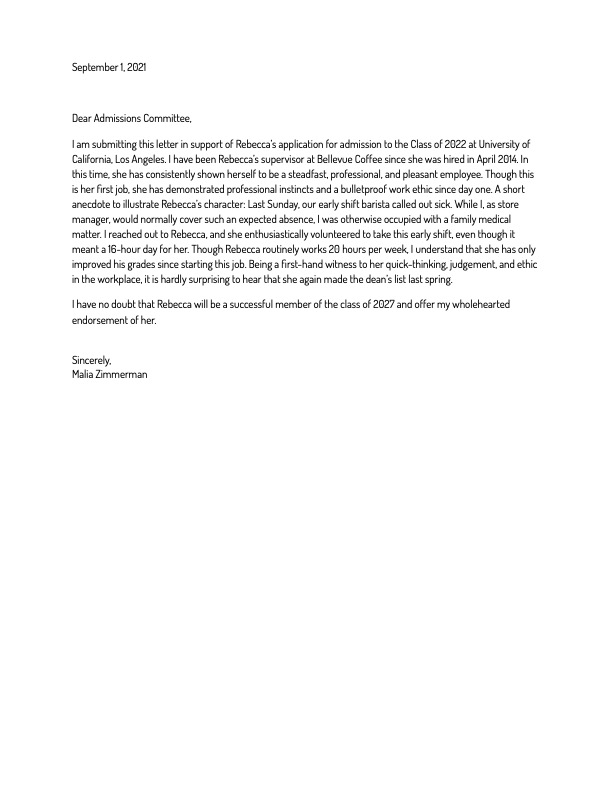 September 1, 2021
Dear Admissions Committee,
I am submitting this letter in support of Rebecca's application for admission to the Class of 2022 at University of
California, Los Angeles. I have been Rebecca's supervisor at Bellevue Coffee since she was hired in April 2014. In
this time, she has consistently shown herself to be a steadfast, professional, and pleasant employee. Though this
is her first job, she has demonstrated professional instincts and a bulletproof work ethic since day one. A short
anecdote to illustrate Rebecca's character: Last Sunday, our early shift barista called out sick. While I, as store
manager, would normally cover such an expected absence, I was otherwise occupied with a family medical
matter. I reached out to Rebecca, and she enthusiastically volunteered to take this early shift, even though it
meant a 16-hour day for her. Though Rebecca routinely works 20 hours per week, I understand that she has only
improved his grades since starting this job. Being a first-hand witness to her quick-thinking, judgement, and ethic
in the workplace, it is hardly surprising to hear that she again made the dean's list last spring.
I have no doubt that Rebecca will be a successful member of the class of 2027 and offer my wholehearted
endorsement of her.
Sincerely,
Malia Zimmerman